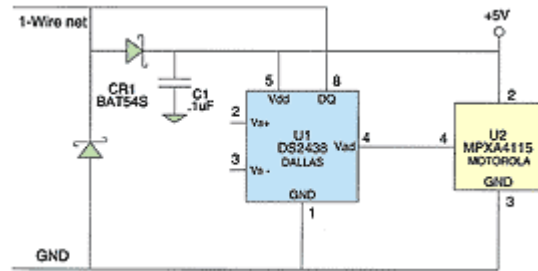 1-Wire net
+5V
CR1
BAT54S
C1
.1uF
5
8
Vdd
DQ
2
2
Vs+
U1
DS2438
DALLAS
Vad
4
4
U2
MPXA4115
MOTOROLA
3
Vs-
GND
GND
1
3
GND